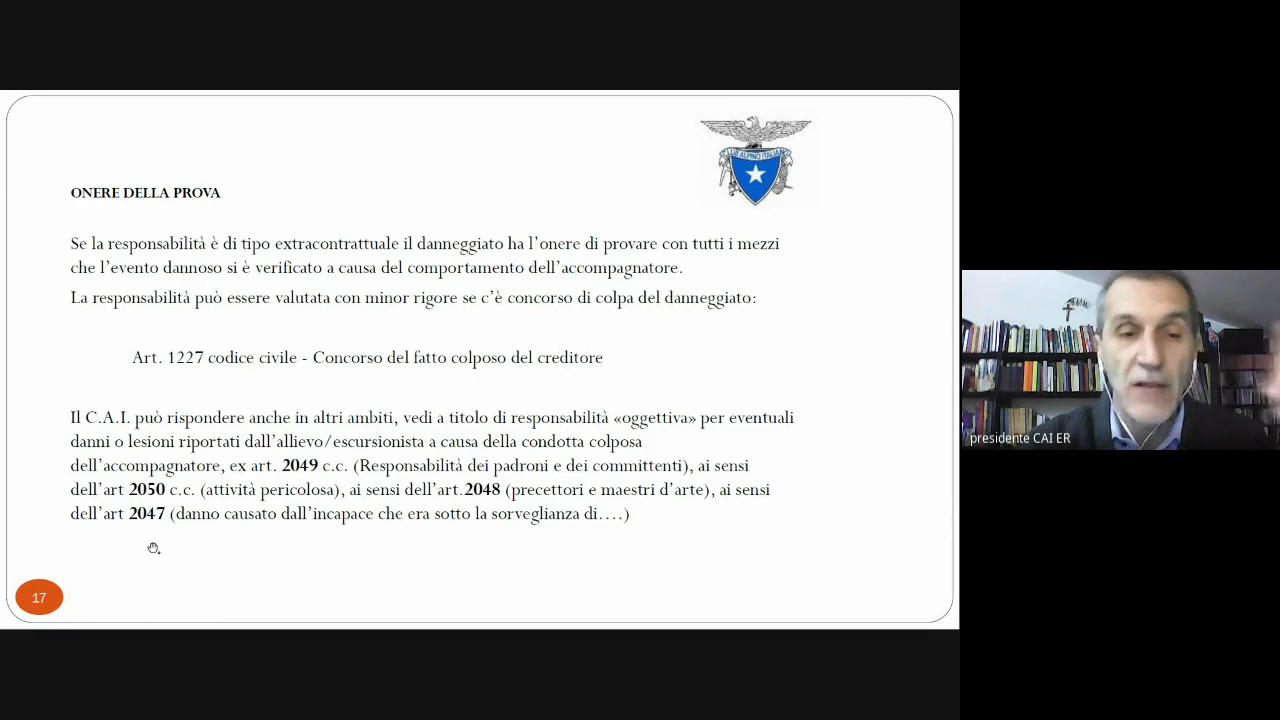 CLUB ALPINO ITALIANO
ONERE DELLA PROVA
Se la responsabilità è di tipo extracontrattuale il danneggiato ha l’onere di provare con tutti i mezzi
che l’evento dannoso si è verificato a causa del comportamento dell’accompagnatore.
La responsabilità può essere valutata con minor rigore se c’è concorso di colpa del danneggiato:
Art. 1227 codice civile - Concorso del fatto colposo del creditore
Il C.A.I. può rispondere anche in altri ambiti, vedi a titolo di responsabilità «oggettiva» per eventuali
danni o lesioni riportati dall’allievo/escursionista a causa della condotta colposa
dell’accompagnatore, ex art. 2049 c.c. (Responsabilità dei padroni e dei committenti), ai sensi
dell’art 2050 c.c. (attività pericolosa), ai sensi dell’art.2048 (precettori e maestri d’arte), ai sensi
dell’art 2047 (danno causato dall’incapace che era sotto la sorveglianza di….)
17
presidente CAI ER